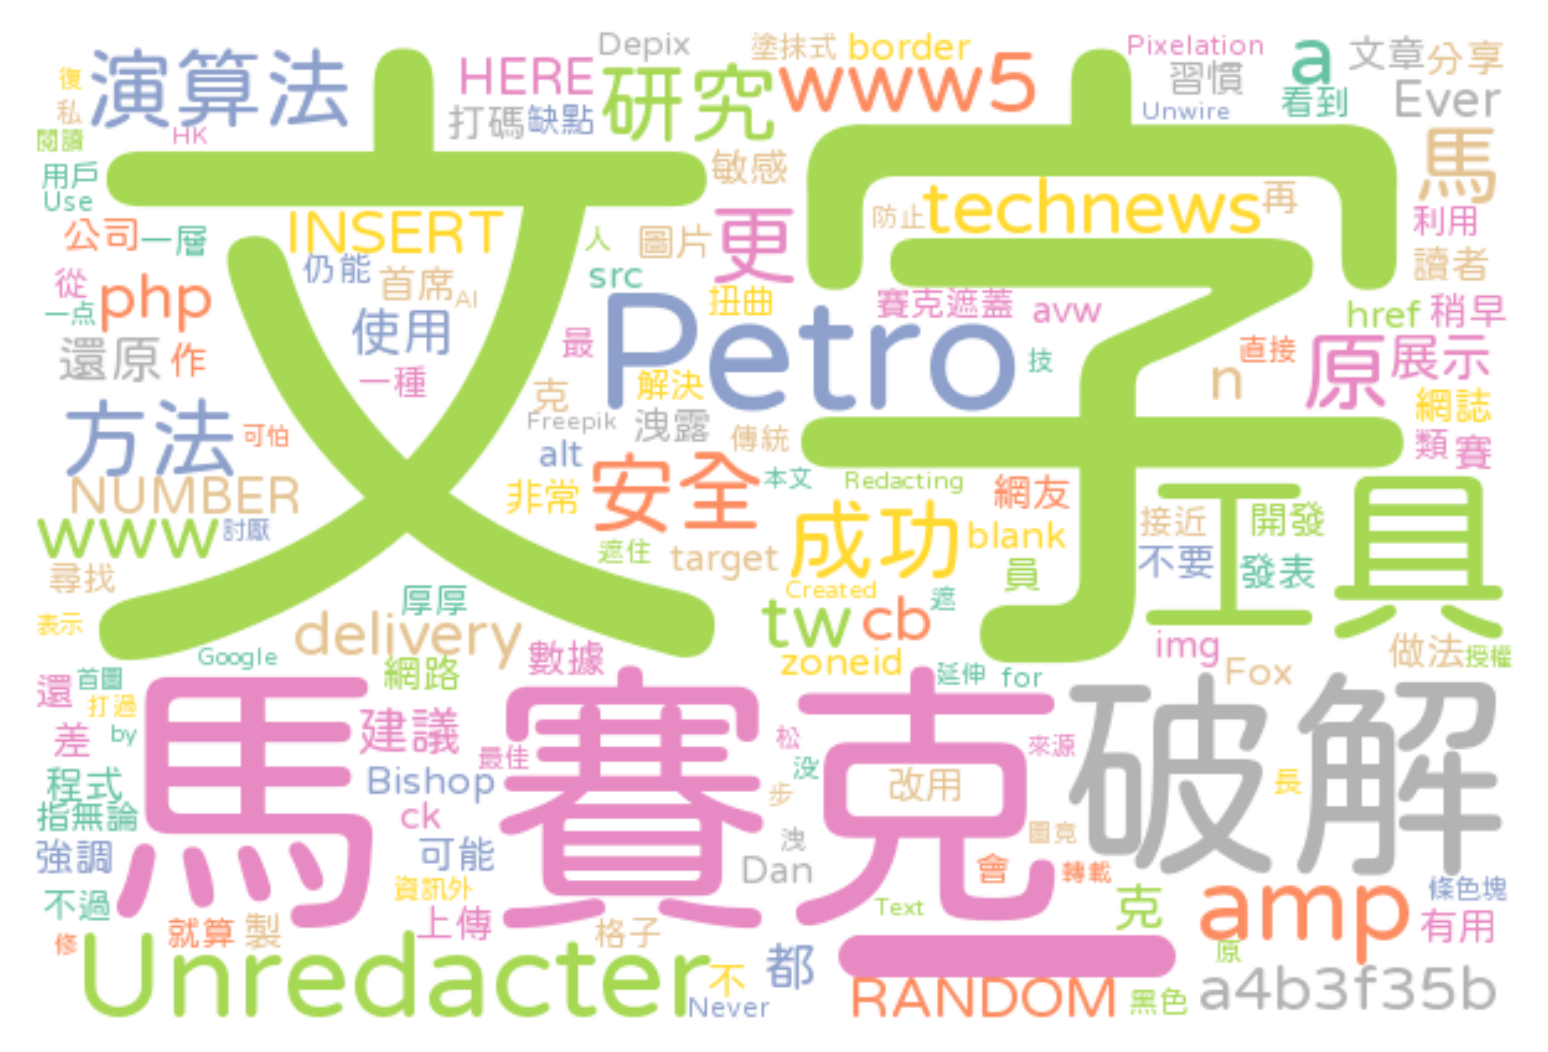 復 演算法 HERE Depix 塗抹式 border Pixelation a 文章 分享
私 打碼 缺點 研究 www5 習慣 看到 Ever
閱讀 HK 文字 Unwire 馬
用戶 敏感 technews 再 利用
Use INSERT 人 圖片 更 防止
公司 一層 仍能 首席 AI src 讀者
從 php 扭曲 賽克遮蓋 avw href 稍早
一点 使用 Petro
還原 作 一種 最 技 直接 原 展示
克 解決 n 網誌
方法 可怕 Freepik 洩露 傳統 類 賽
NUMBER alt 安全 本文 Redacting 網友 工具
www 討厭 非常 成功 blank 接近 開發
尋找 遮住 target 員 不要 發表
表示 厚厚 Created tw cb 遮
delivery img 做法 授權
Google 網路 數據 zoneid 延伸 for Fox
還 首圖 馬賽克 破解
差 打過 by 建議 最佳 松 來源
程式 Bishop 没 改用 長
指無論 ck 步
強調 可能 洩 圖竟
資訊外 Dan 會 轉載 條色塊
不過 上傳 Text 克 amp 有用
修 就算 製 格子 一 原
Unredacter 不 都 RANDOM 黑色 a4b3f35b
Never